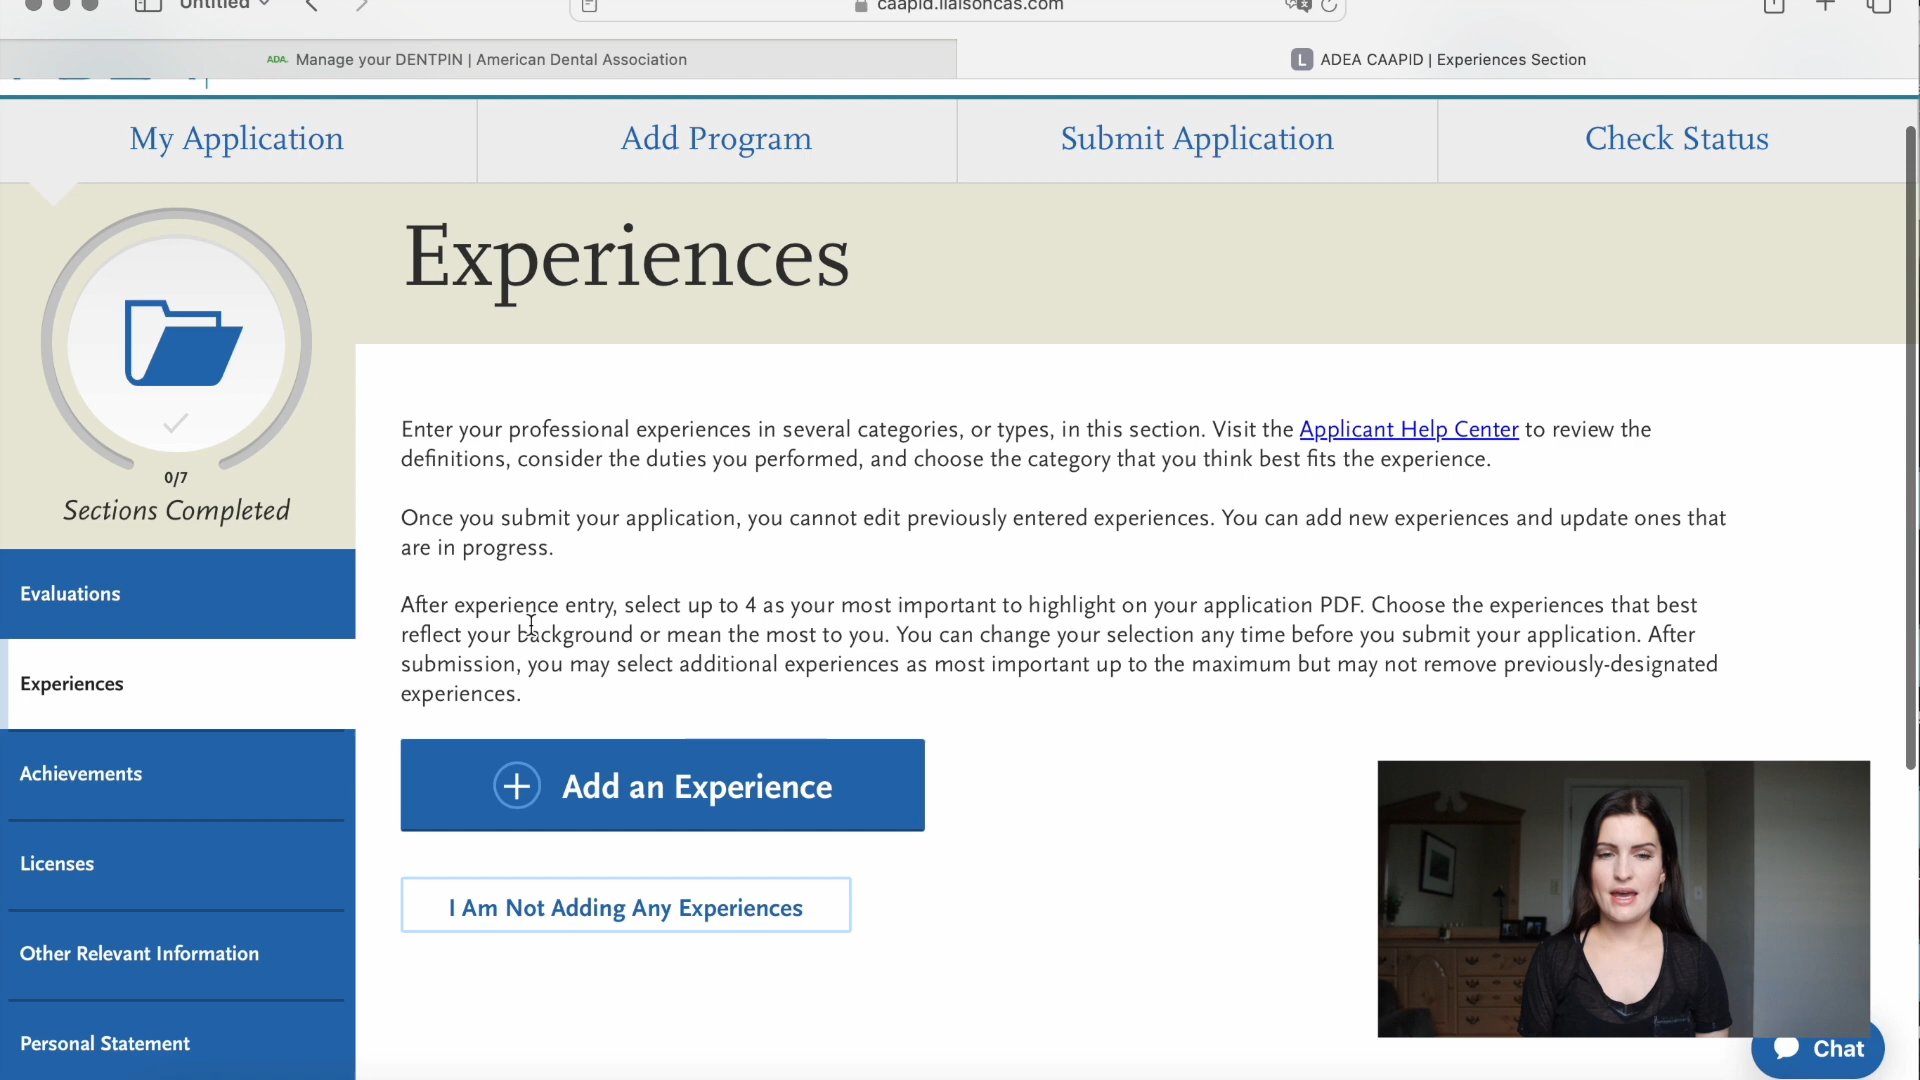 Untitled
caapid.liaisoncas.com
ADA. Manage your DENTPIN | American Dental Association
L ADEA CAAPID | Experiences Section
My Application
Add Program
Submit Application
Check Status
Experiences
0/7
Sections Completed
Enter your professional experiences in several categories, or types, in this section. Visit the Applicant Help Center to review the
definitions, consider the duties you performed, and choose the category that you think best fits the experience.
Once you submit your application, you cannot edit previously entered experiences. You can add new experiences and update ones that
are in progress.
After experience entry, select up to 4 as your most important to highlight on your application PDF. Choose the experiences that best
reflect your background or mean the most to you. You can change your selection any time before you submit your application. After
submission, you may select additional experiences as most important up to the maximum but may not remove previously-designated
experiences.
Add an Experience
I Am Not Adding Any Experiences
Evaluations
Experiences
Achievements
Licenses
Other Relevant Information
Personal Statement
Chat